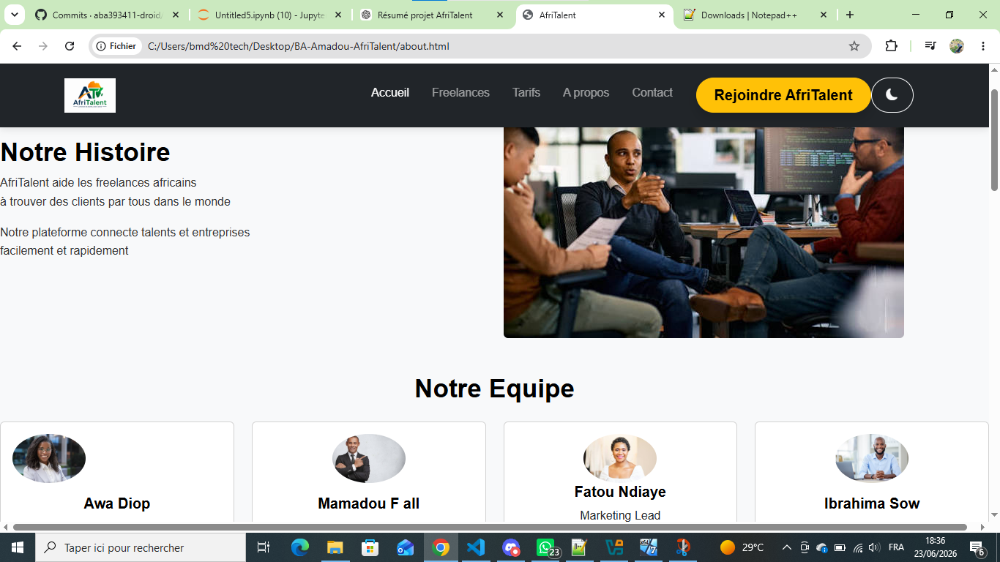 Commits · aba393411-droid/
Untitled5.ipynb (10) - Jupyte
Résumé projet AfriTalent
AfriTalent
Downloads | Notepad++
Fichier
C:/Users/bmd%20tech/Desktop/BA-Amadou-AfriTalent/about.html
AfriTalent
Accueil
Freelances
Tarifs
A propos
Contact
Rejoindre AfriTalent
Notre Histoire
AfriTalent aide les freelances africains
à trouver des clients par tous dans le monde
Notre plateforme connecte talents et entreprises
facilement et rapidement
Notre Equipe
Awa Diop
Mamadou F all
Fatou Ndiaye
Marketing Lead
Ibrahima Sow
Taper ici pour rechercher
23
29°C
FRA
18:36
23/06/2026
6